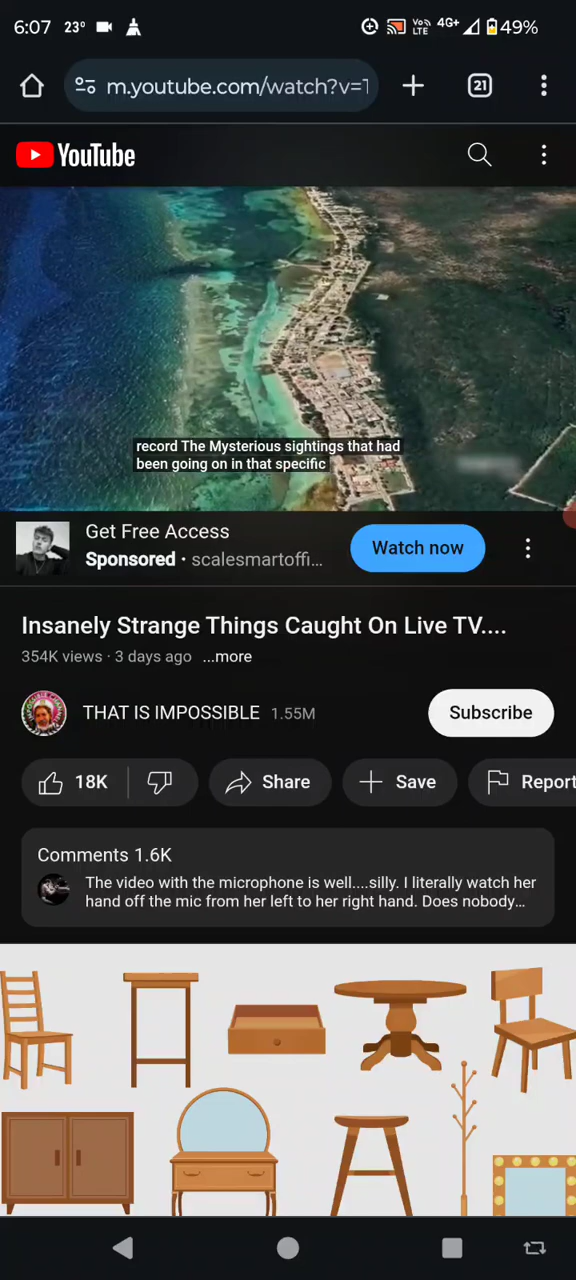 6:07 23° Vo) LTE 4G+ 49%
m.youtube.com/watch?v=1 21
YouTube
record The Mysterious sightings that had
been going on in that specific
Get Free Access
Sponsored · scalesmartoffi...
Watch now
Insanely Strange Things Caught On Live TV....
354K views · 3 days ago ...more
THAT IS IMPOSSIBLE 1.55M
Subscribe
18K Share Save Report
Comments 1.6K
The video with the microphone is well....silly. I literally watch her
hand off the mic from her left to her right hand. Does nobody...